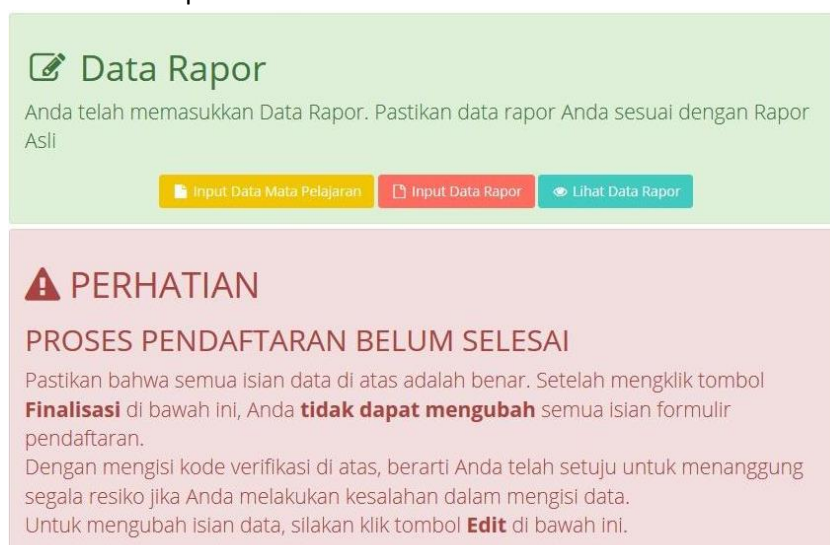 Data Rapor
Anda telah memasukkan Data Rapor. Pastikan data rapor Anda sesuai dengan Rapor
Asli
Input Data Mata Pelajaran Input Data Rapor Lihat Data Rapor
PERHATIAN
PROSES PENDAFTARAN BELUM SELESAI
Pastikan bahwa semua isian data di atas adalah benar. Setelah mengklik tombol
Finalisasi di bawah ini, Anda tidak dapat mengubah semua isian formulir
pendaftaran.
Dengan mengisi kode verifikasi di atas, berarti Anda telah setuju untuk menanggung
segala resiko jika Anda melakukan kesalahan dalam mengisi data.
Untuk mengubah isian data, silakan klik tombol Edit di bawah ini.